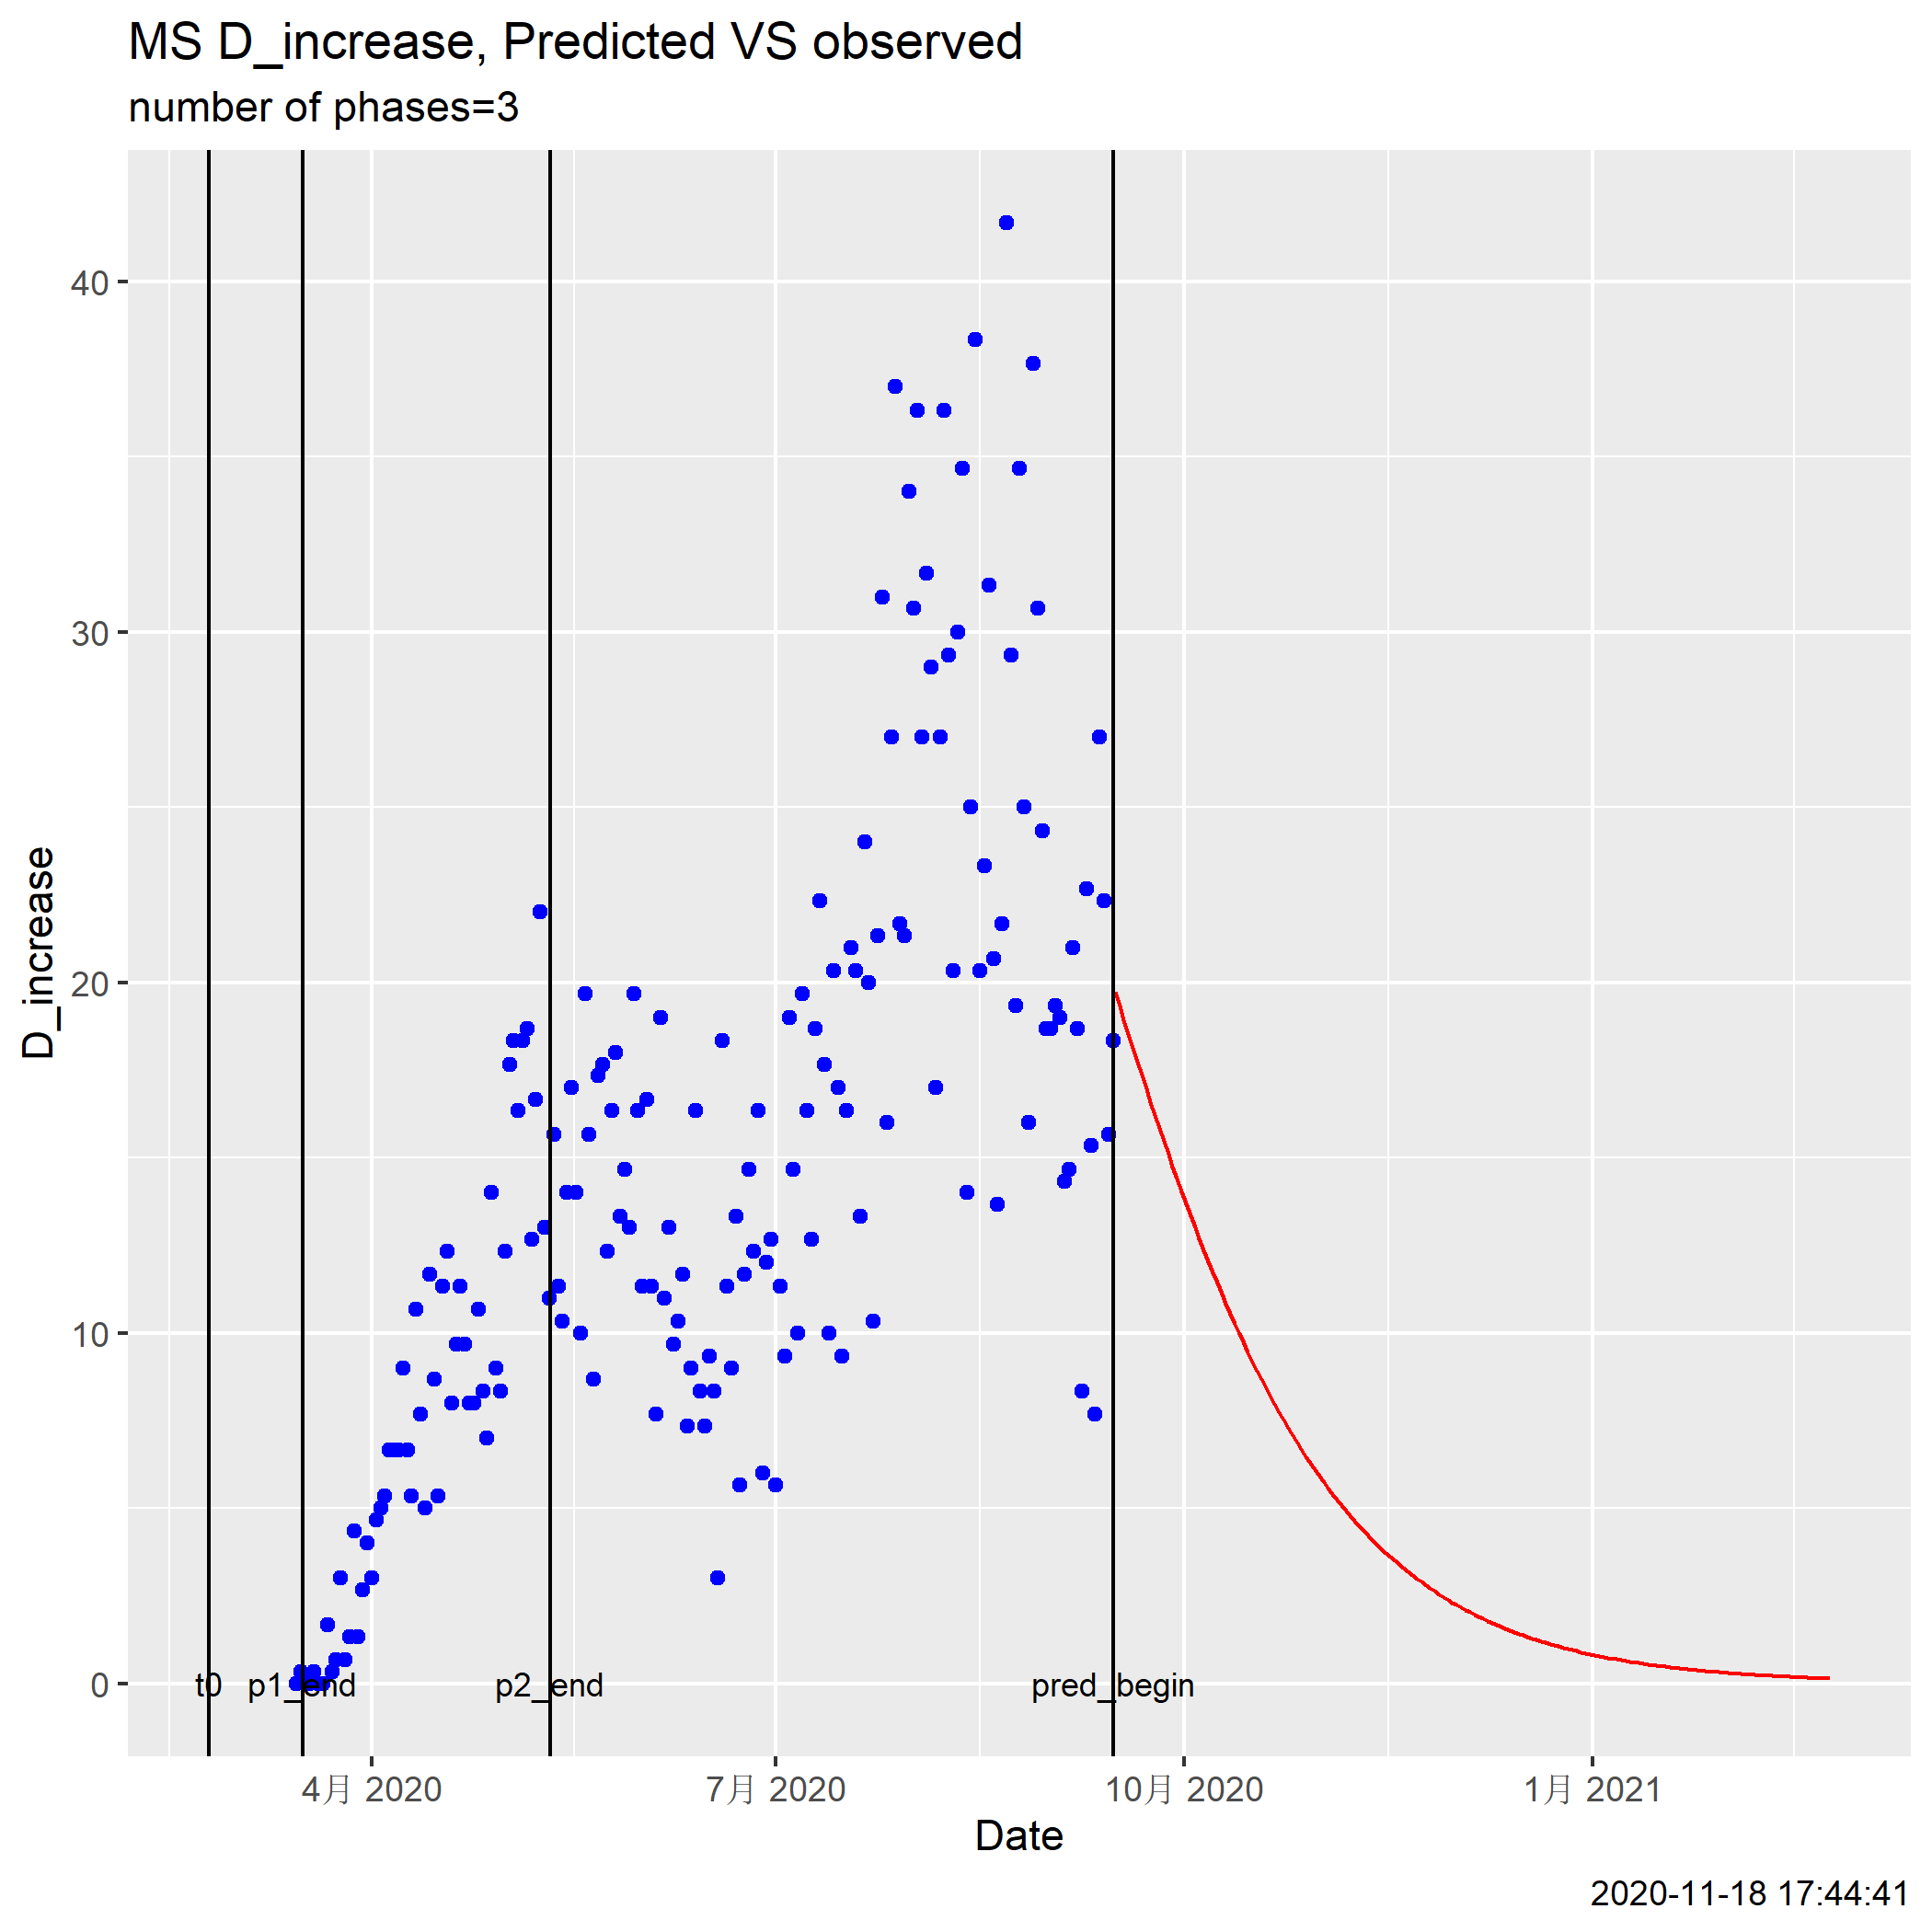 MS D_increase, Predicted VS observed
number of phases=3
D_increase
40
30
20
10
0
t0 p1_end p2_end pred_begin
4月 2020 7月 2020 10月 2020 1月 2021
Date
2020-11-18 17:44:41